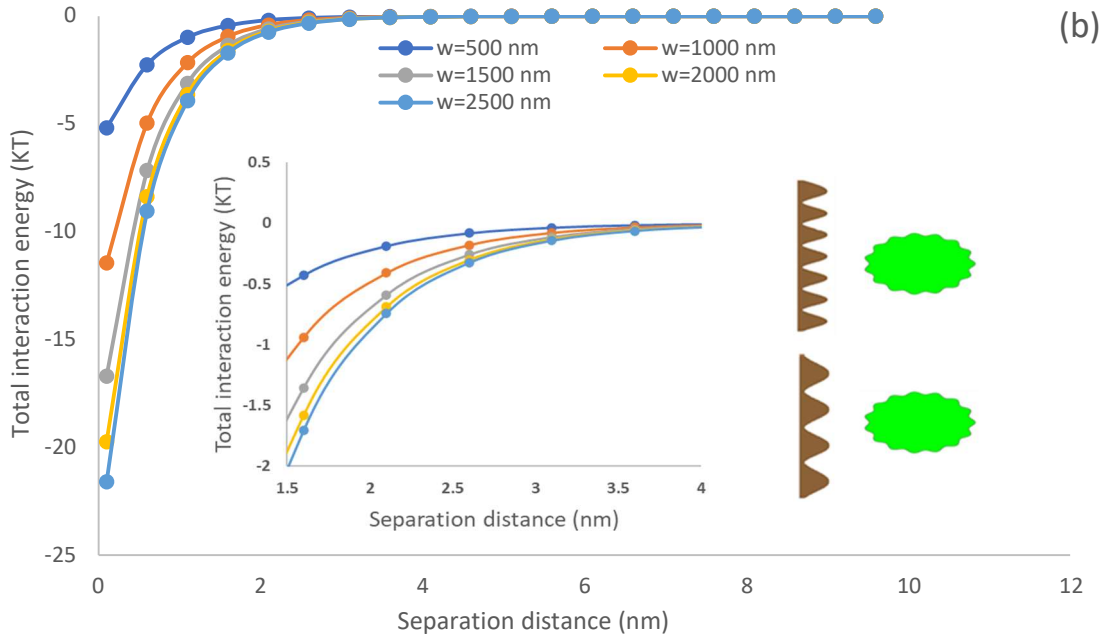 (b)
0
-5
-10
-15
-20
-25
Total interaction energy (KT)
w=500 nm w=1000 nm
w=1500 nm w=2000 nm
w=2500 nm
0.5
0
-0.5
-1
-1.5
-2
Total interaction energy (KT)
1.5 2 2.5 3 3.5 4
Separation distance (nm)
0 2 4 6 8 10 12
Separation distance (nm)